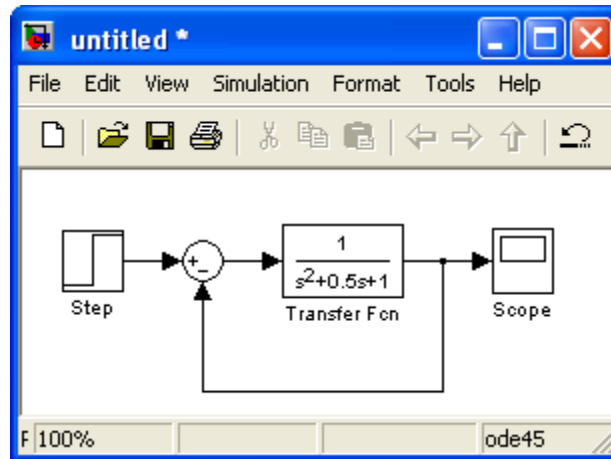 untitled *
File Edit View Simulation Format Tools Help
+
-
1
s²+0.5s+1
Step
Transfer Fcn
Scope
F 100%
ode45